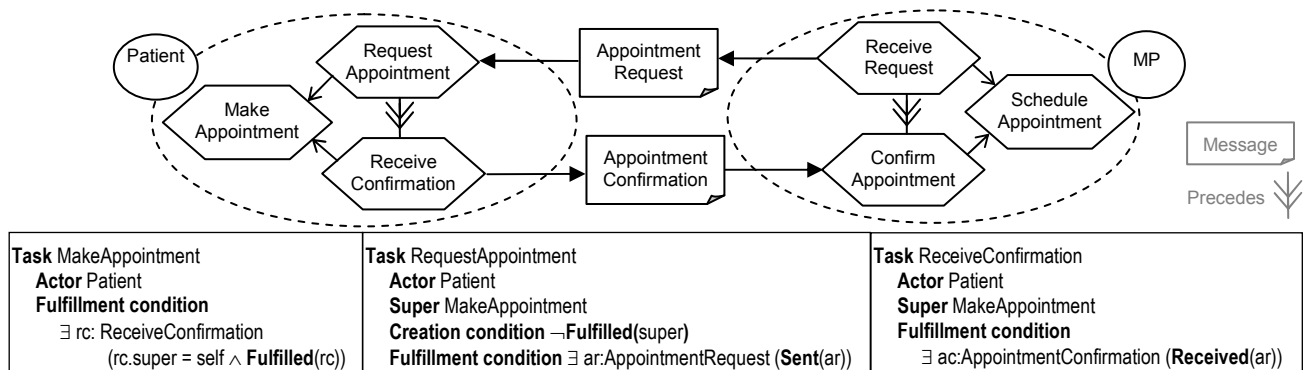 Patient
Request
Appointment
Make
Appointment
Receive
Confirmation
Appointment
Request
Appointment
Confirmation
Receive
Request
Confirm
Appointment
Schedule
Appointment
MP
Message
Precedes
Task MakeAppointment
Actor Patient
Fulfillment condition
∃ rc: ReceiveConfirmation
(rc.super = self ∧ Fulfilled(rc))
Task RequestAppointment
Actor Patient
Super MakeAppointment
Creation condition ¬Fulfilled(super)
Fulfillment condition ∃ ar:AppointmentRequest (Sent(ar))
Task ReceiveConfirmation
Actor Patient
Super MakeAppointment
Fulfillment condition
∃ ac:AppointmentConfirmation (Received(ar))